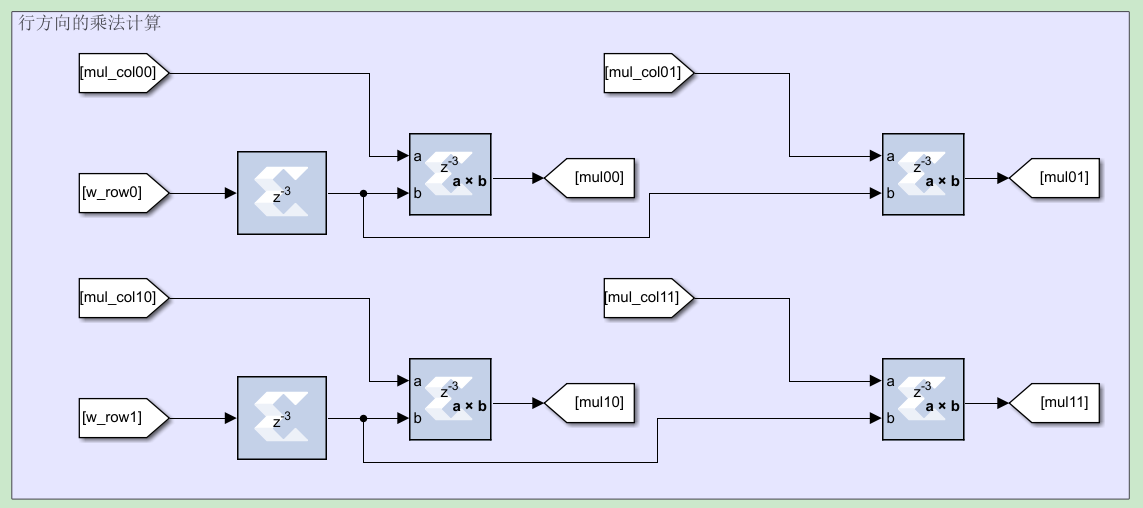 行方向的乘法计算
[mul_col00]
[mul_col01]
a
z-3
a × b
b
[mul00]
a
z-3
a × b
b
[mul01]
[w_row0]
z-3
[mul_col10]
[mul_col11]
a
z-3
a × b
b
[mul10]
a
z-3
a × b
b
[mul11]
[w_row1]
z-3